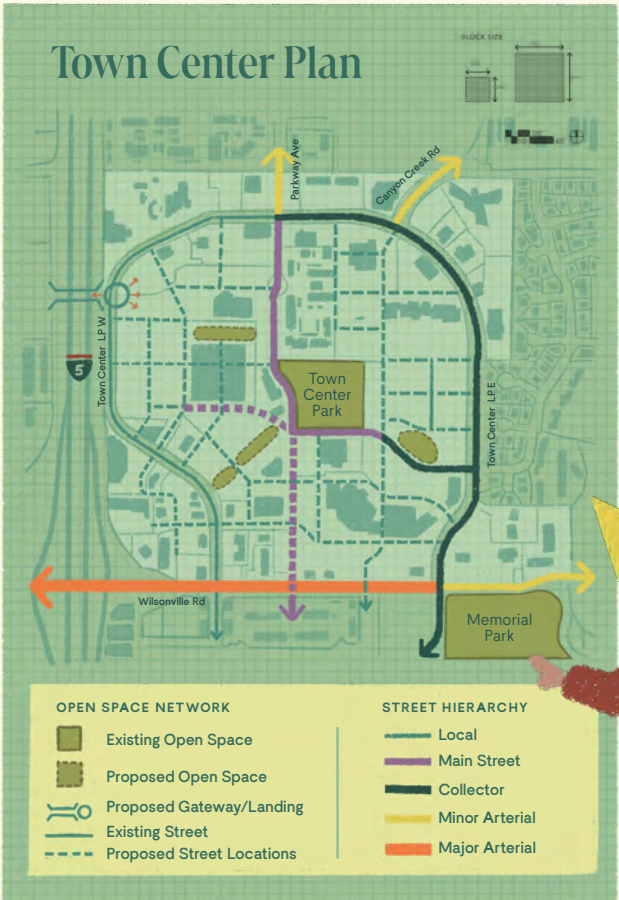 Town Center Plan
BLOCK SIZE
Parkway Ave
Canyon Creek Rd
Town Center LP W
5
Town
Center
Park
Town Center LP E
Wilsonville Rd
Memorial
Park
OPEN SPACE NETWORK
Existing Open Space
Proposed Open Space
Proposed Gateway/Landing
Existing Street
Proposed Street Locations
STREET HIERARCHY
Local
Main Street
Collector
Minor Arterial
Major Arterial